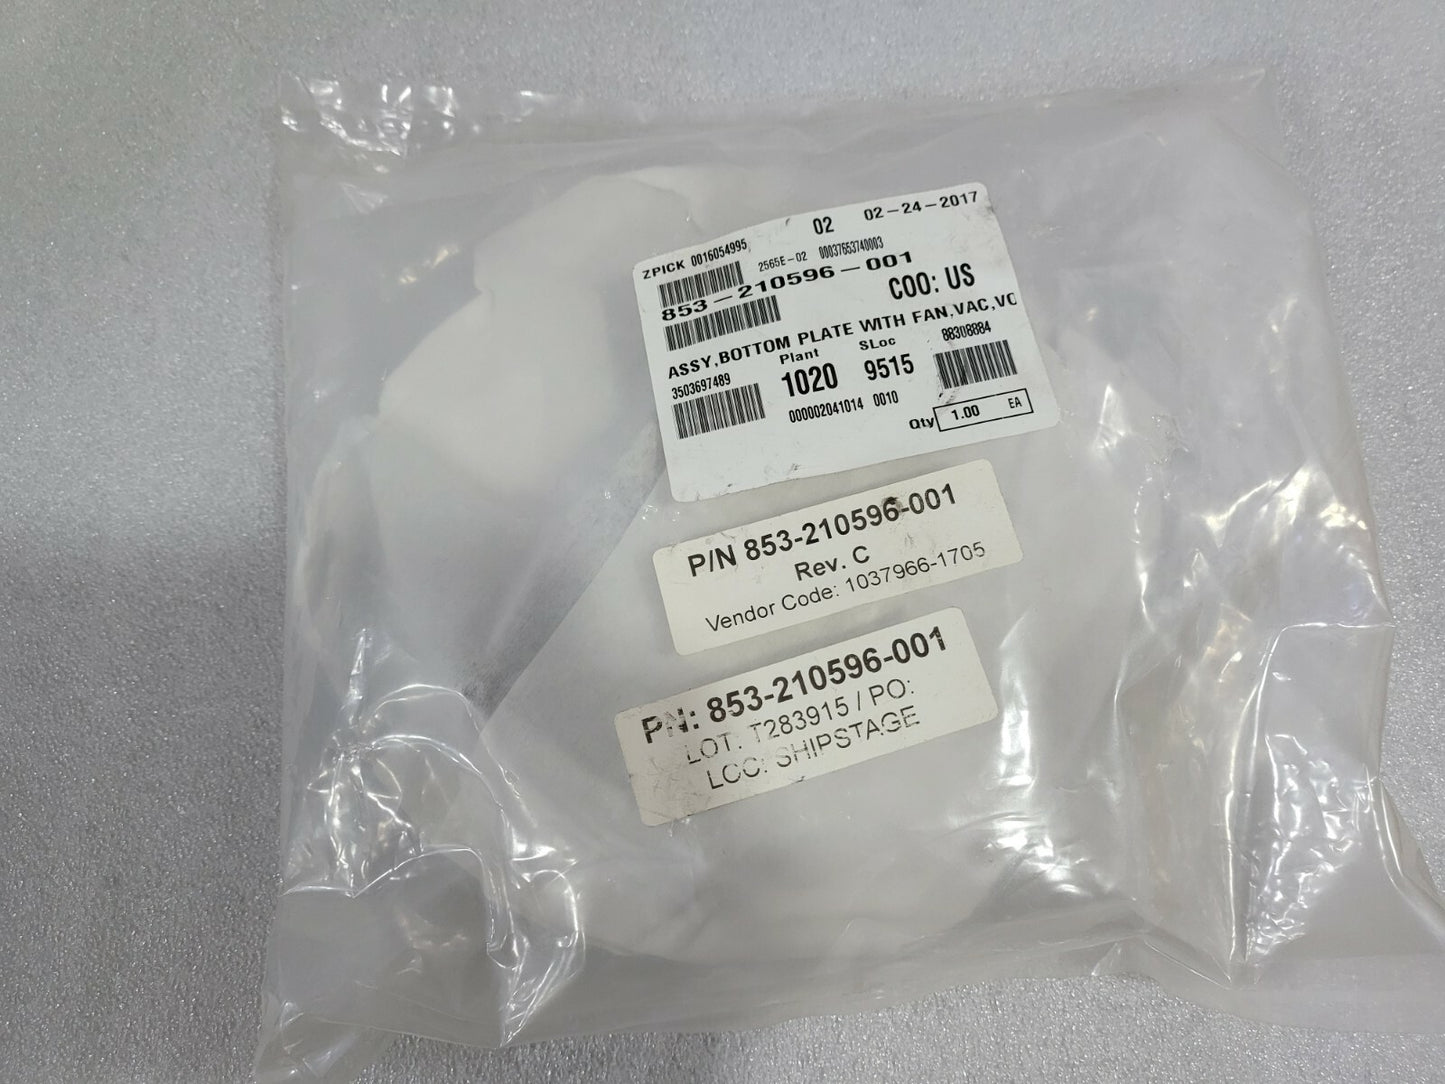 ZPICK 0016054995 02 02-24-2017
2565E-02 00037653740003
853-210596-001
COO: US
ASSY,BOTTOM PLATE WITH FAN,VAC,VC
3503697489 Plant SLoc 88308884
1020 9515
000002041014 0010
Qty 1.00 EA
P/N 853-210596-001
Rev. C
Vendor Code: 1037966-1705
PN: 853-210596-001
LOT: T283915 / PO:
LOC: SHIPSTAGE